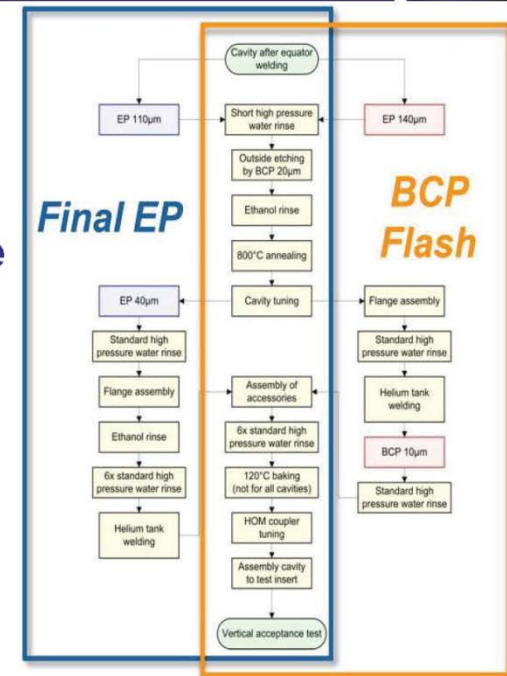 Cavity after equator
welding
EP 110µm
Short high pressure
water rinse
EP 140µm
Outside etching
by BCP 20µm
Ethanol rinse
800°C annealing
Final EP
BCP
Flash
e
EP 40µm
Cavity tuning
Flange assembly
Standard high
pressure water rinse
Flange assembly
Ethanol rinse
6x standard high
pressure water rinse
Helium tank
welding
Assembly of
accessories
6x standard high
pressure water rinse
120°C baking
(not for all cavities)
HOM coupler
tuning
Assembly cavity
to test insert
Vertical acceptance test
Standard high
pressure water rinse
Helium tank
welding
BCP 10µm
Standard high
pressure water rinse